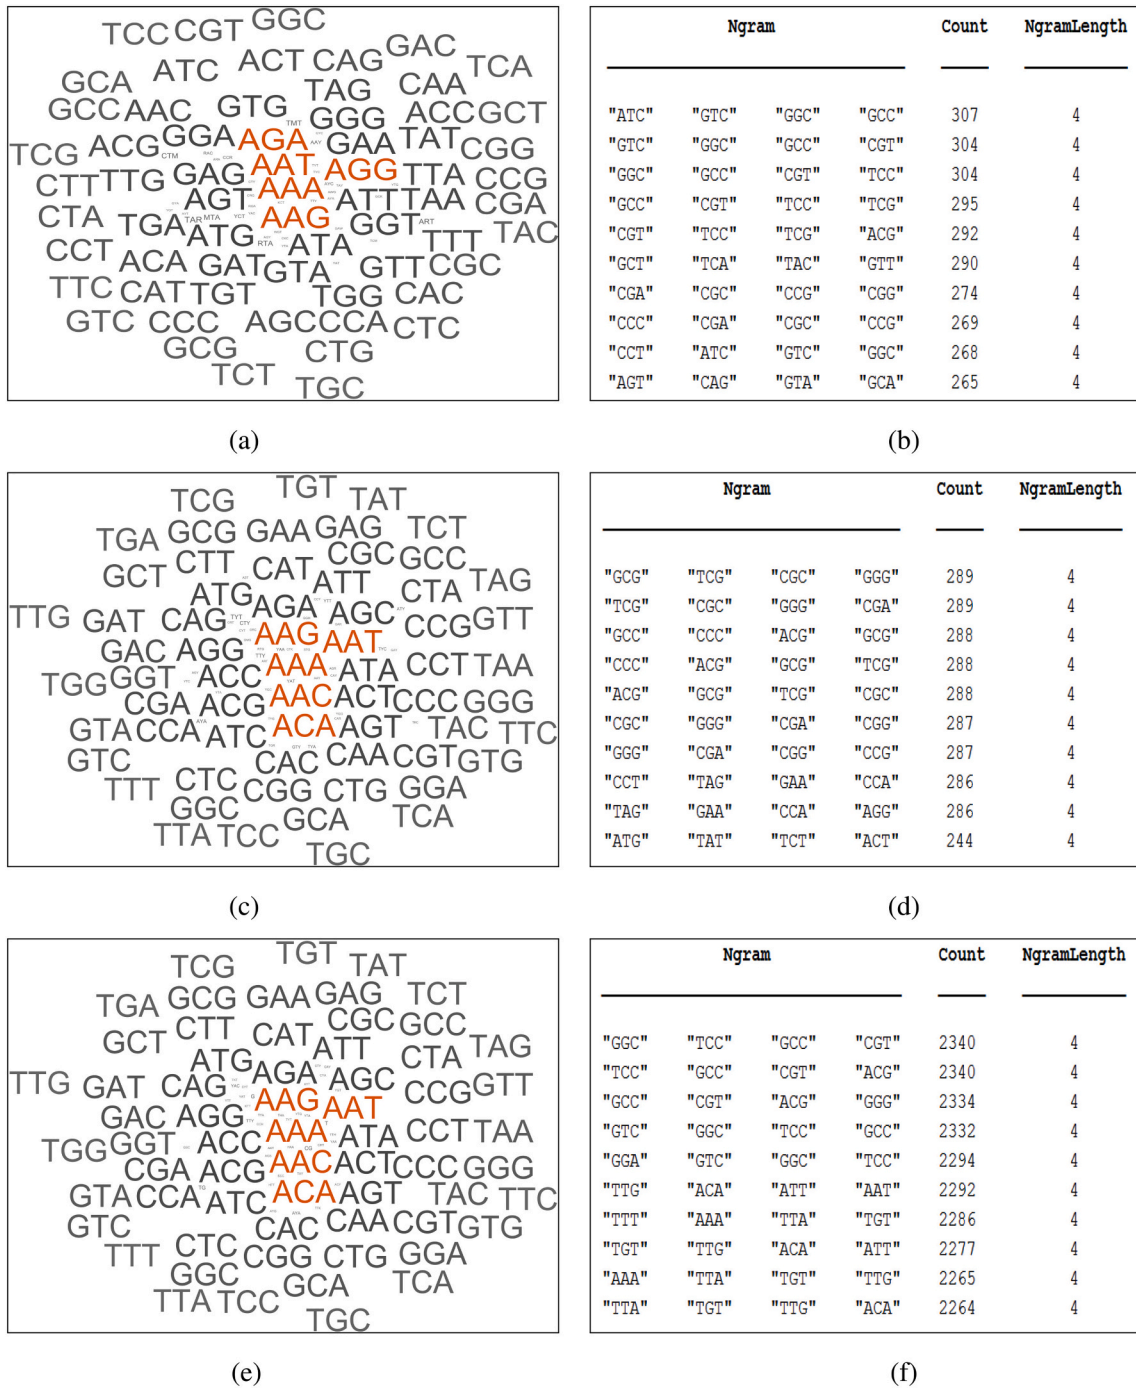 TCC CGT GGC
GCA ATC ACT CAG GAC TCA
TAG CAA
GCC AAC GTG TMT GGG ACC GCT
TCG ACG GGA AGA AAY GAA TAT CGG
CTM
CTT TTG GAG AAT AGG TTA CCG
CTA AGT AAA ATT TAA CGA
TGA TAR MTA YCT AAG GGT ART TAC
CCT ATG RTA ATA TTT
TTC ACA GAT GTA GTT CGC
CAT TGT TGG CAC
GTC CCC AGC CCA CTC
GCG CTG
TCT TGC
Ngram Count NgramLength
"ATC" "GTC" "GGC" "GCC" 307 4
"GTC" "GGC" "GCC" "CGT" 304 4
"GGC" "GCC" "CGT" "TCC" 304 4
"GCC" "CGT" "TCC" "TCG" 295 4
"CGT" "TCC" "TCG" "ACG" 292 4
"GCT" "TCA" "TAC" "GTT" 290 4
"CGA" "CGC" "CCG" "CGG" 274 4
"CCC" "CGA" "CGC" "CCG" 269 4
"CCT" "ATC" "GTC" "GGC" 268 4
"AGT" "CAG" "GTA" "GCA" 265 4
(a)
(b)
TCG TGT TAT
TGA GCG GAA GAG TCT
GCT CTT CAT CGC GCC
ATG ATT CTA TAG
TTG GAT CAG TYT CTY AGA AGC CCG GTT
GAC AGG TTY AAG AAT
TGG GGT ACC AAA ATA CCT TAA
CGA ACG AAC ACT CCC GGG
GTA CCA AYA ATC ACA AGT TAC TTC
GTC CAC CAA CGT GTG
TTT CTC CGG CTG GGA
GGC GCA TCA
TTA TCC TGC
Ngram Count NgramLength
"GCG" "TCG" "CGC" "GGG" 289 4
"TCG" "CGC" "GGG" "CGA" 289 4
"GCC" "CCC" "ACG" "GCG" 288 4
"CCC" "ACG" "GCG" "TCG" 288 4
"ACG" "GCG" "TCG" "CGC" 288 4
"CGC" "GGG" "CGA" "CGG" 287 4
"GGG" "CGA" "CGG" "CCG" 287 4
"CCT" "TAG" "GAA" "CCA" 286 4
"TAG" "GAA" "CCA" "AGG" 286 4
"ATG" "TAT" "TCT" "ACT" 244 4
(c)
(d)
TCG TGT TAT
TGA GCG GAA GAG TCT
GCT CTT CAT CGC GCC
ATG ATT CTA TAG
TTG GAT CAG AGA AGC CCG GTT
GAC AGG AAG AAT
TGG GGT ACC AAA ATA CCT TAA
CGA ACG AAC ACT CCC GGG
GTA CCA TG ATC ACA AGT TAC TTC
GTC CAC CAA CGT GTG
TTT CTC CGG CTG GGA
GGC GCA TCA
TTA TCC TGC
Ngram Count NgramLength
"GGC" "TCC" "GCC" "CGT" 2340 4
"TCC" "GCC" "CGT" "ACG" 2340 4
"GCC" "CGT" "ACG" "GGG" 2334 4
"GTC" "GGC" "TCC" "GCC" 2332 4
"GGA" "GTC" "GGC" "TCC" 2294 4
"TTG" "ACA" "ATT" "AAT" 2292 4
"TTT" "AAA" "TTA" "TGT" 2286 4
"TGT" "TTG" "ACA" "ATT" 2277 4
"AAA" "TTA" "TGT" "TTG" 2265 4
"TTA" "TGT" "TTG" "ACA" 2264 4
(e)
(f)